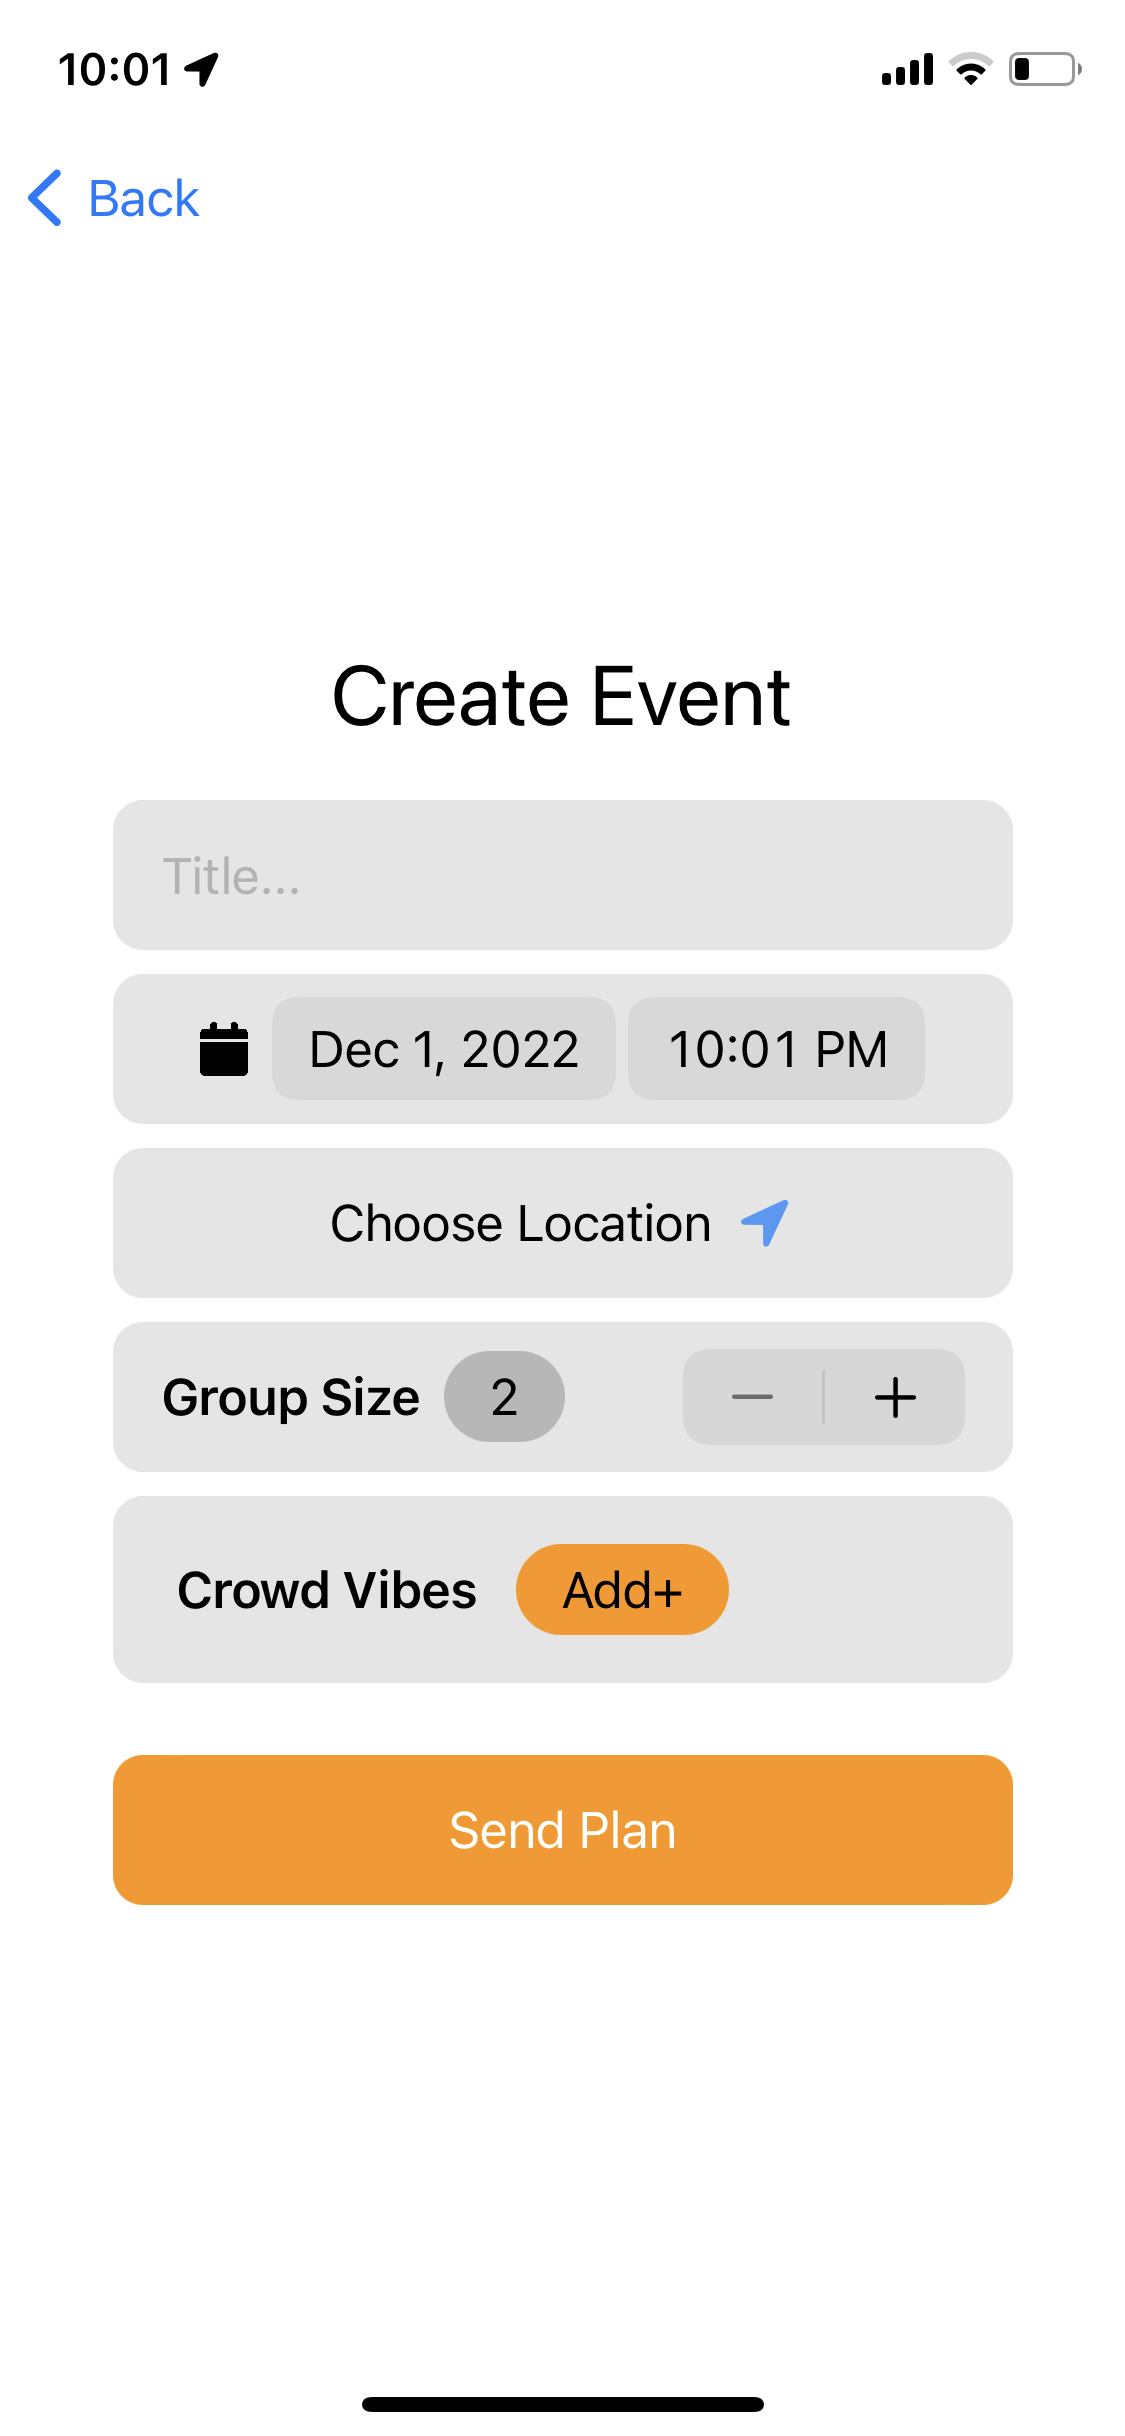 10:01
Back
Create Event
Title...
Dec 1, 2022 10:01 PM
Choose Location
Group Size 2 − +
Crowd Vibes Add+
Send Plan